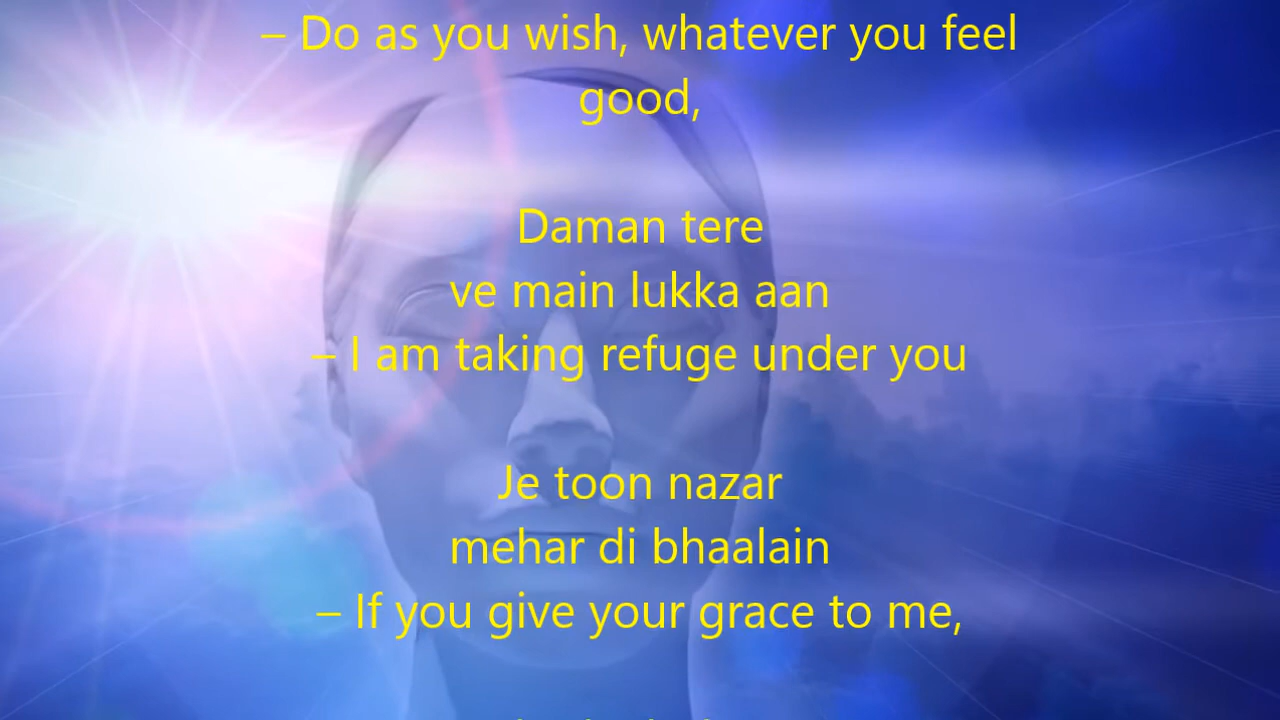 – Do as you wish, whatever you feel
good,
Daman tere
ve main lukka aan
– I am taking refuge under you
Je toon nazar
mehar di bhaalain
– If you give your grace to me,